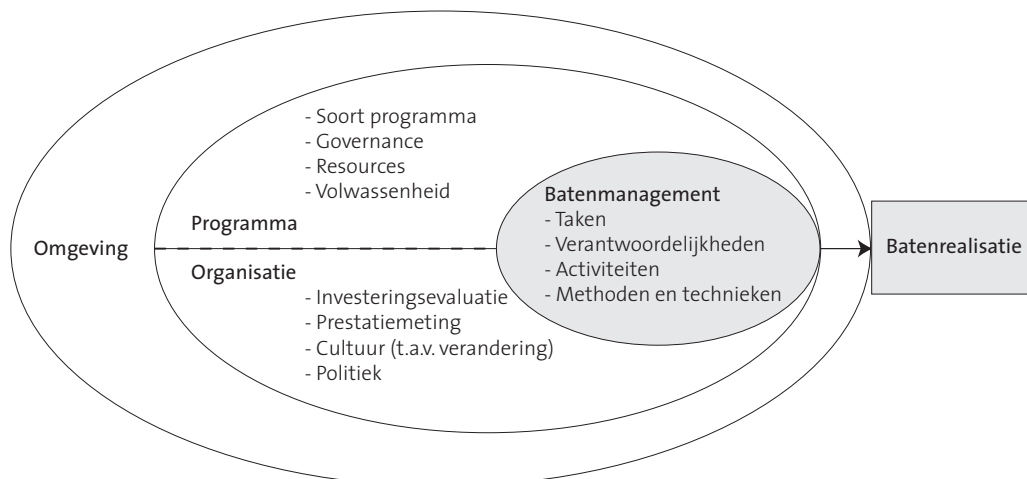 - Soort programma
- Governance
- Resources
- Volwassenheid
Programma
Omgeving
Organisatie
- Investeringsevaluatie
- Prestatiemeting
- Cultuur (t.a.v. verandering)
- Politiek
Batenmanagement
- Taken
- Verantwoordelijkheden
- Activiteiten
- Methoden en technieken
Batenrealisatie